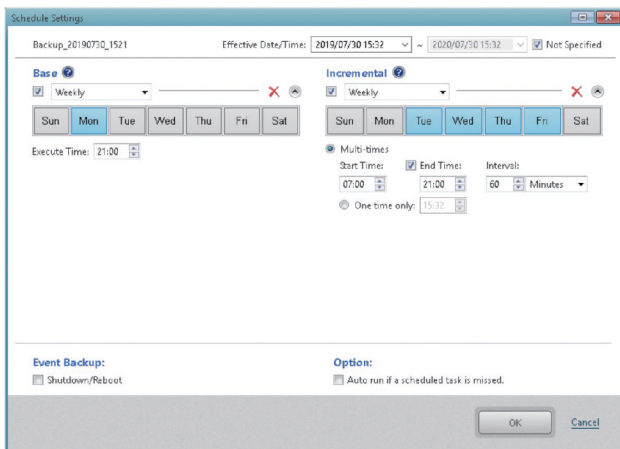 Schedule Settings
Backup_20190730_1521 Effective Date/Time: 2019/07/30 15:32 ~ 2020/07/30 15:32 Not Specified
Base ? Incremental ?
Weekly Weekly
Sun Mon Tue Wed Thu Fri Sat Sun Mon Tue Wed Thu Fri Sat
Execute Time: 21:00 Multi-times
Start Time: End Time: Interval:
07:00 21:00 60 Minutes
One time only: 15:32
Event Backup: Option:
Shutdown/Reboot Auto run if a scheduled task is missed.
OK Cancel